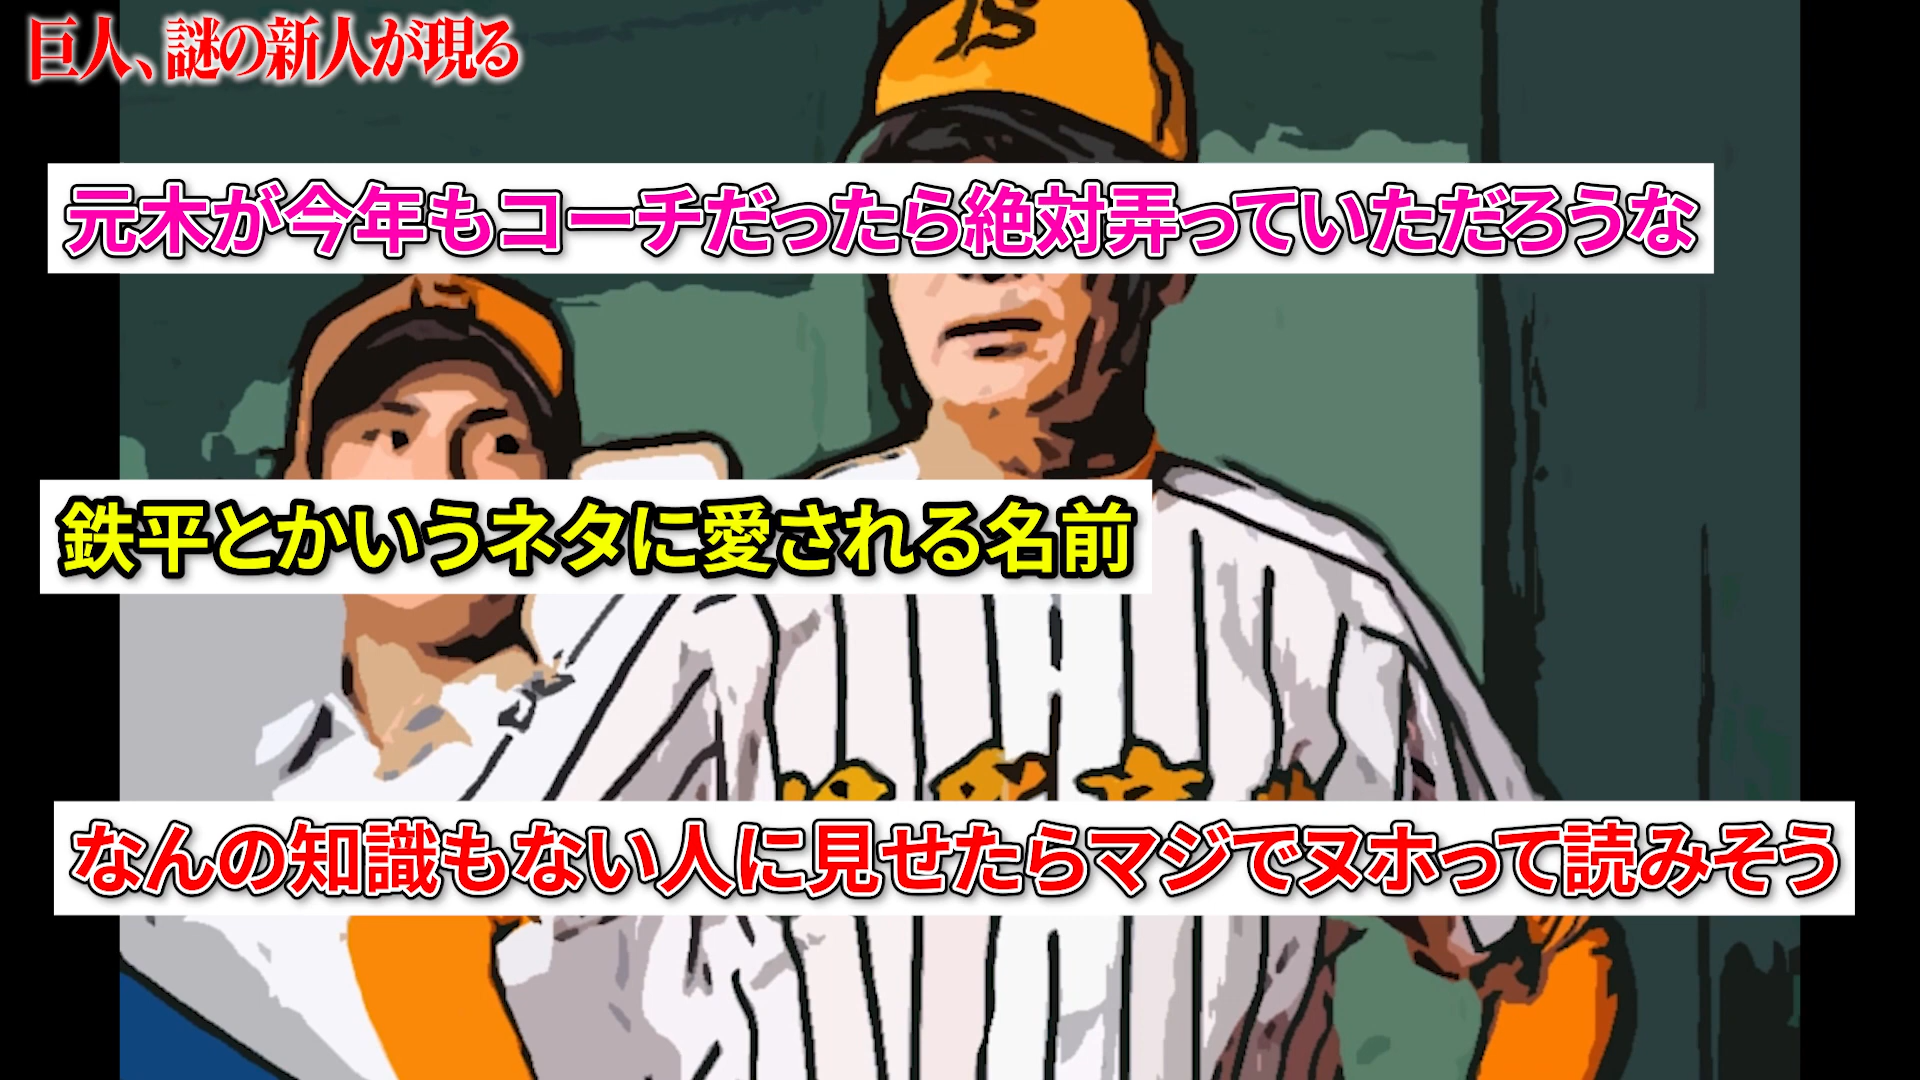 巨人、謎の新人が現る
元木が今年もコーチだったら絶対弄っていただろうな
鉄平とかいうネタに愛される名前
なんの知識もない人に見せたらマジでヌホって読みそう